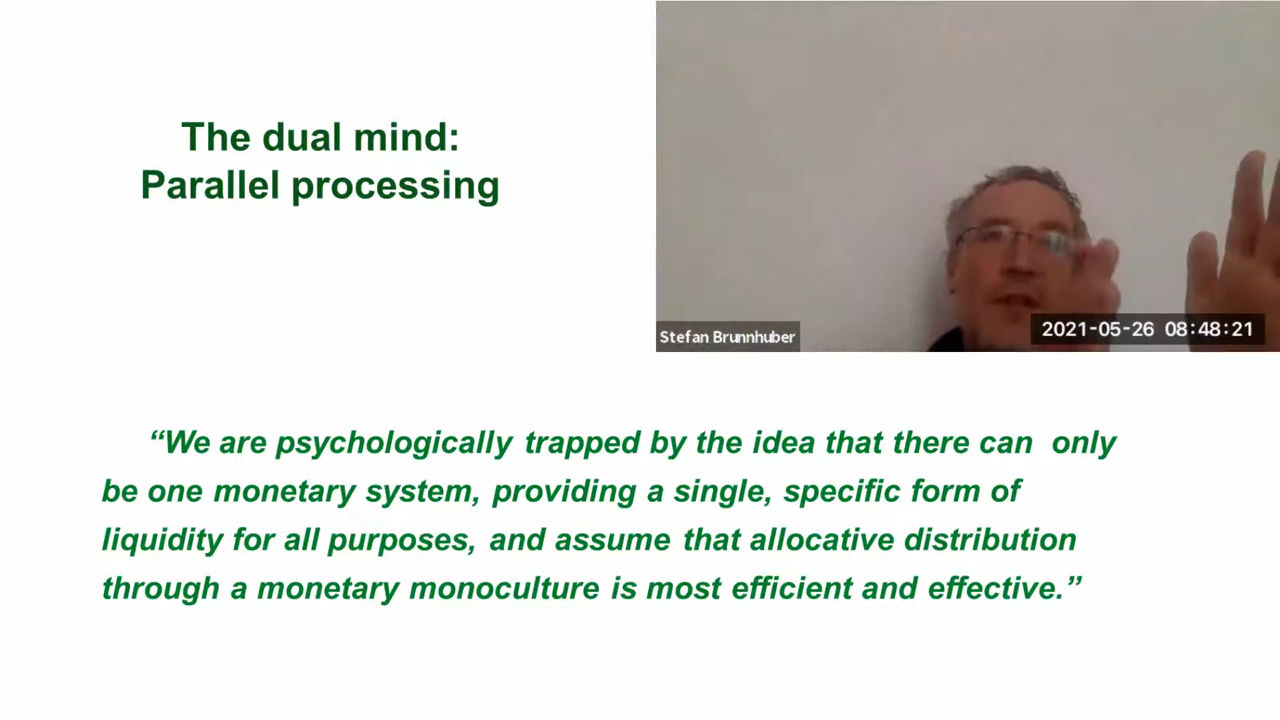 The dual mind:
Parallel processing
Stefan Brunnhuber
2021-05-26 08:48:21
“We are psychologically trapped by the idea that there can only
be one monetary system, providing a single, specific form of
liquidity for all purposes, and assume that allocative distribution
through a monetary monoculture is most efficient and effective.”